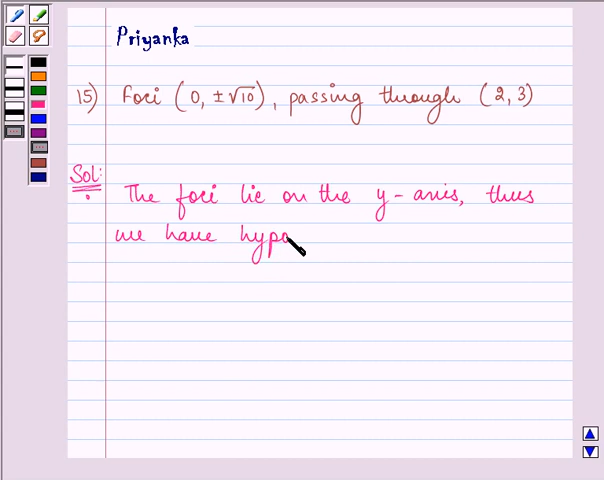 Priyanka
15) Foci (0, ±√10), passing through (2, 3)
Sol:
The foci lie on the y-axis, thus
we have hype